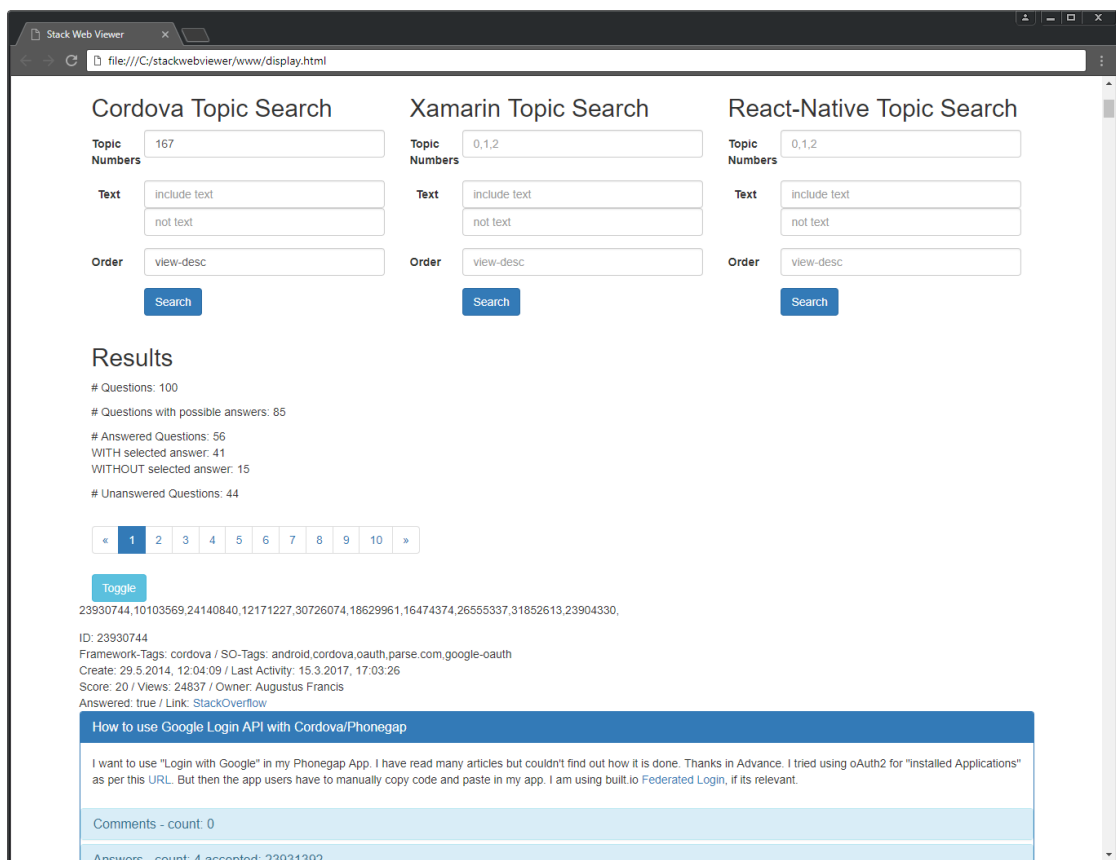 Stack Web Viewer
file:///C:/stackwebviewer/www/display.html
Cordova Topic Search
Topic Numbers
167
Text
include text
not text
Order
view-desc
Search
Xamarin Topic Search
Topic Numbers
0,1,2
Text
include text
not text
Order
view-desc
Search
React-Native Topic Search
Topic Numbers
0,1,2
Text
include text
not text
Order
view-desc
Search
Results
# Questions: 100
# Questions with possible answers: 85
# Answered Questions: 56
WITH selected answer: 41
WITHOUT selected answer: 15
# Unanswered Questions: 44
« 1 2 3 4 5 6 7 8 9 10 »
Toggle
23930744,10103569,24140840,12171227,30726074,18629961,16474374,26555337,31852613,23904330,
ID: 23930744
Framework-Tags: cordova / SO-Tags: android,cordova,oauth,parse.com,google-oauth
Create: 29.5.2014, 12:04:09 / Last Activity: 15.3.2017, 17:03:26
Score: 20 / Views: 24837 / Owner: Augustus Francis
Answered: true / Link: StackOverflow
How to use Google Login API with Cordova/Phonegap
I want to use "Login with Google" in my Phonegap App. I have read many articles but couldn't find out how it is done. Thanks in Advance. I tried using oAuth2 for "installed Applications"
as per this URL. But then the app users have to manually copy code and paste in my app. I am using built.io Federated Login, if its relevant.
Comments - count: 0
Answers - count: 4 accepted: 23931392